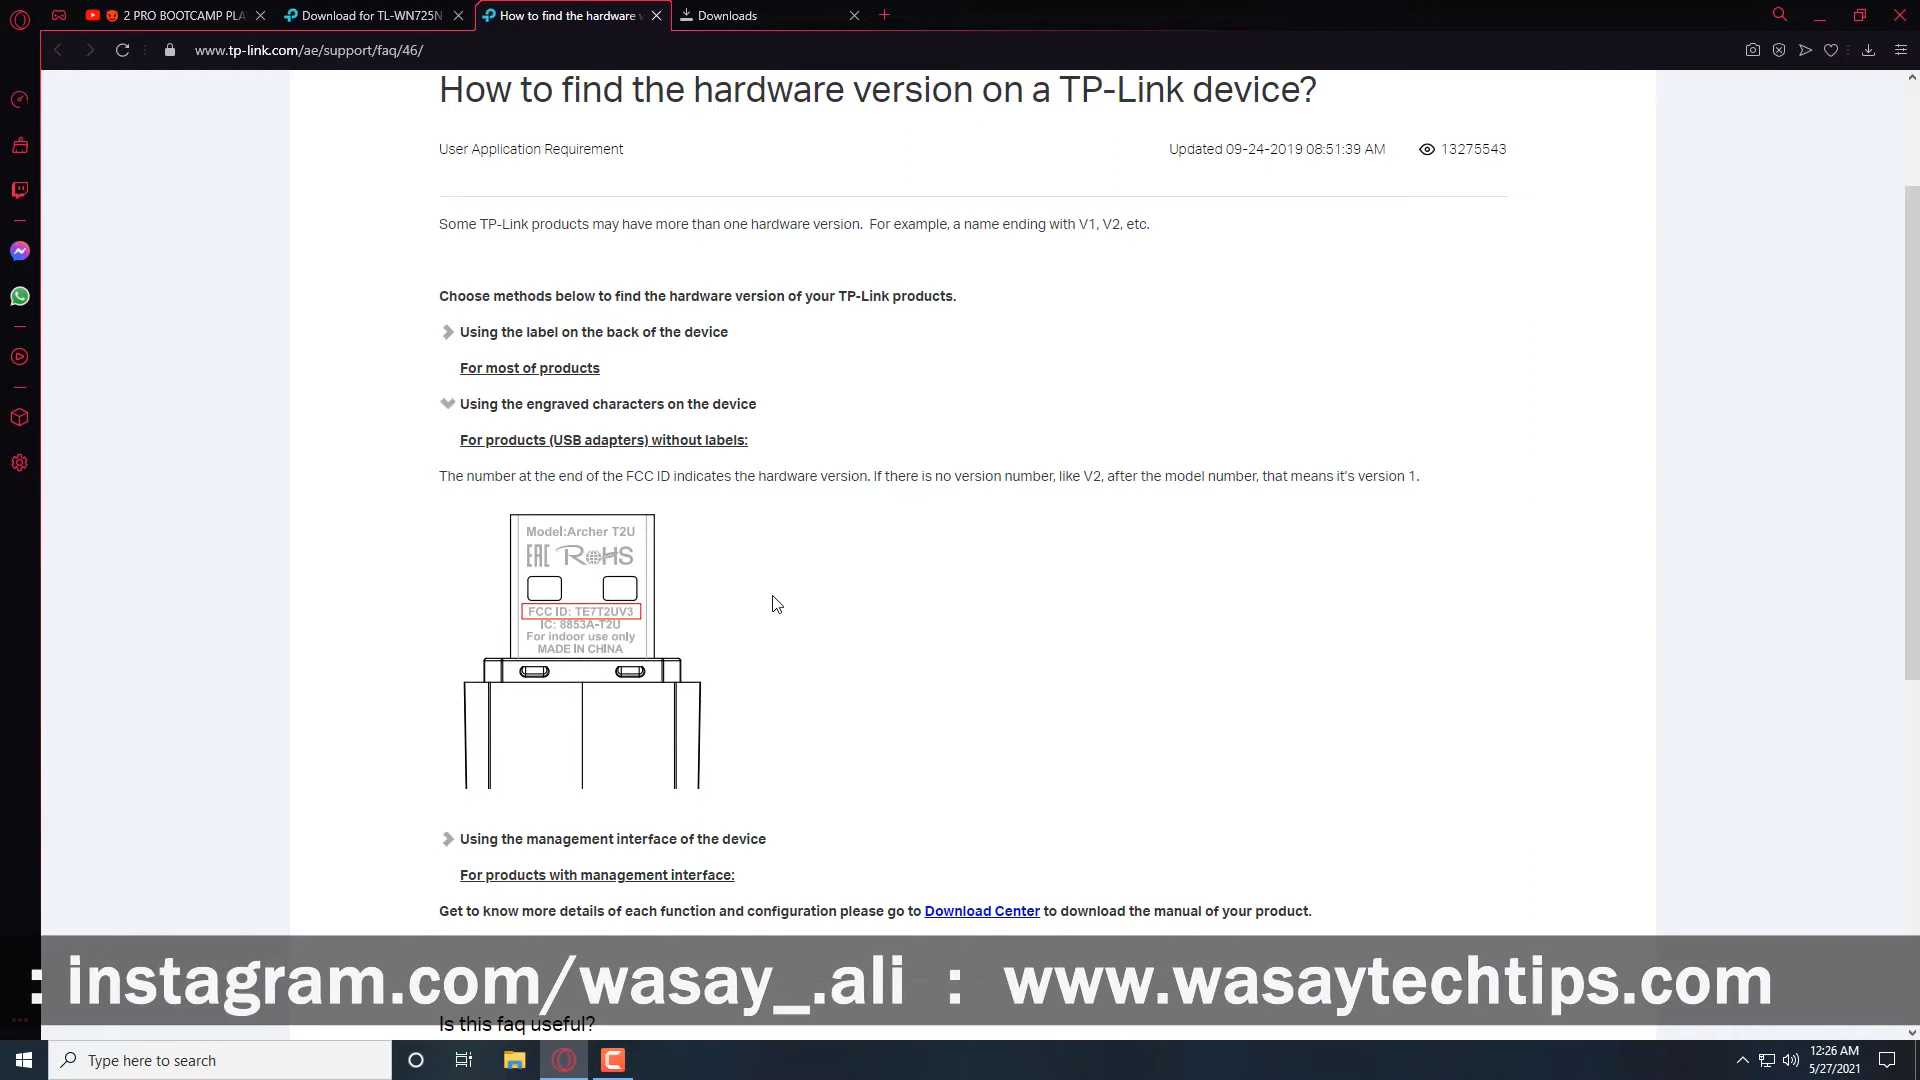 2 PRO BOOTCAMP PLA
Download for TL-WN725N
How to find the hardware v
Downloads
www.tp-link.com/ae/support/faq/46/
How to find the hardware version on a TP-Link device?
User Application Requirement
Updated 09-24-2019 08:51:39 AM
13275543
Some TP-Link products may have more than one hardware version. For example, a name ending with V1, V2, etc.
Choose methods below to find the hardware version of your TP-Link products.
Using the label on the back of the device
For most of products
Using the engraved characters on the device
For products (USB adapters) without labels:
The number at the end of the FCC ID indicates the hardware version. If there is no version number, like V2, after the model number, that means it's version 1.
Model:Archer T2U
EAC RoHS
FCC ID: TE7T2UV3
IC: 8853A-T2U
For indoor use only
MADE IN CHINA
Using the management interface of the device
For products with management interface:
Get to know more details of each function and configuration please go to Download Center to download the manual of your product.
: instagram.com/wasay_.ali : www.wasaytechtips.com
Is this faq useful?
Type here to search
12:26 AM
5/27/2021